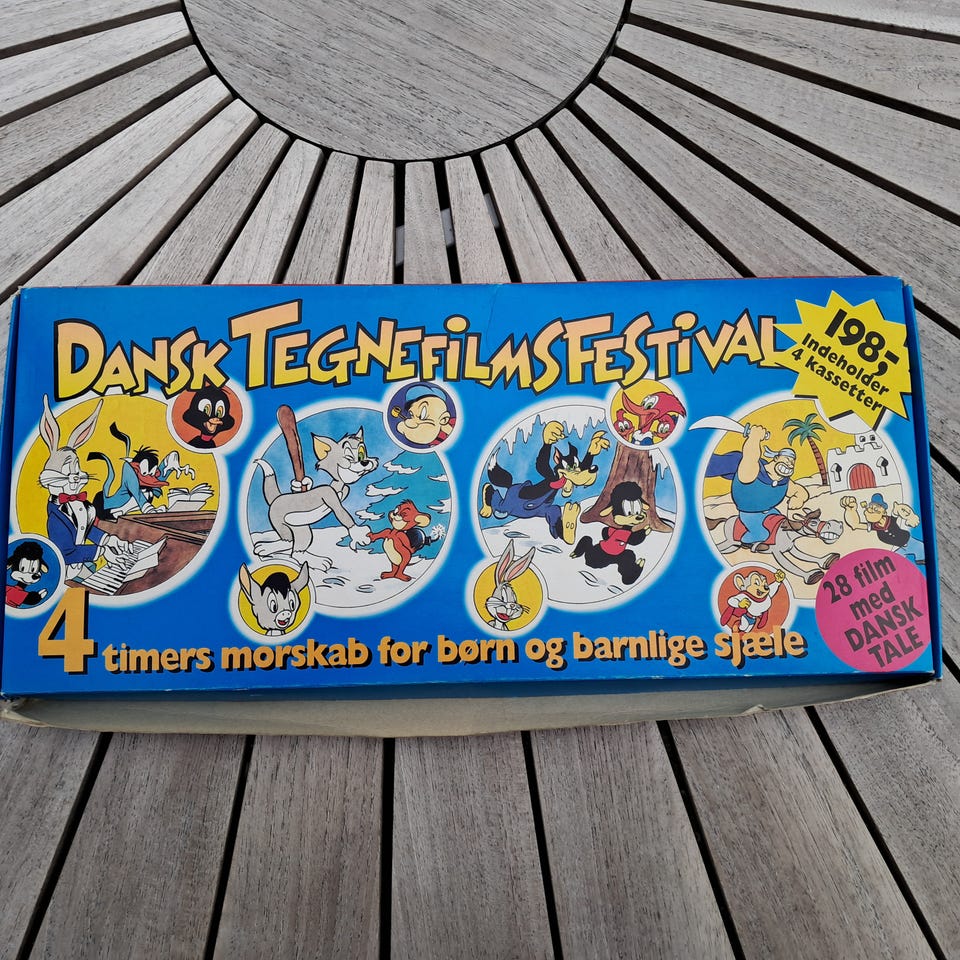 DANSK TEGNEFILMSFESTIVAL
198,-
Indeholder
4 Kassetter
4 timers morskab for børn og barnlige sjæle
28 film
med
DANSK
TALE